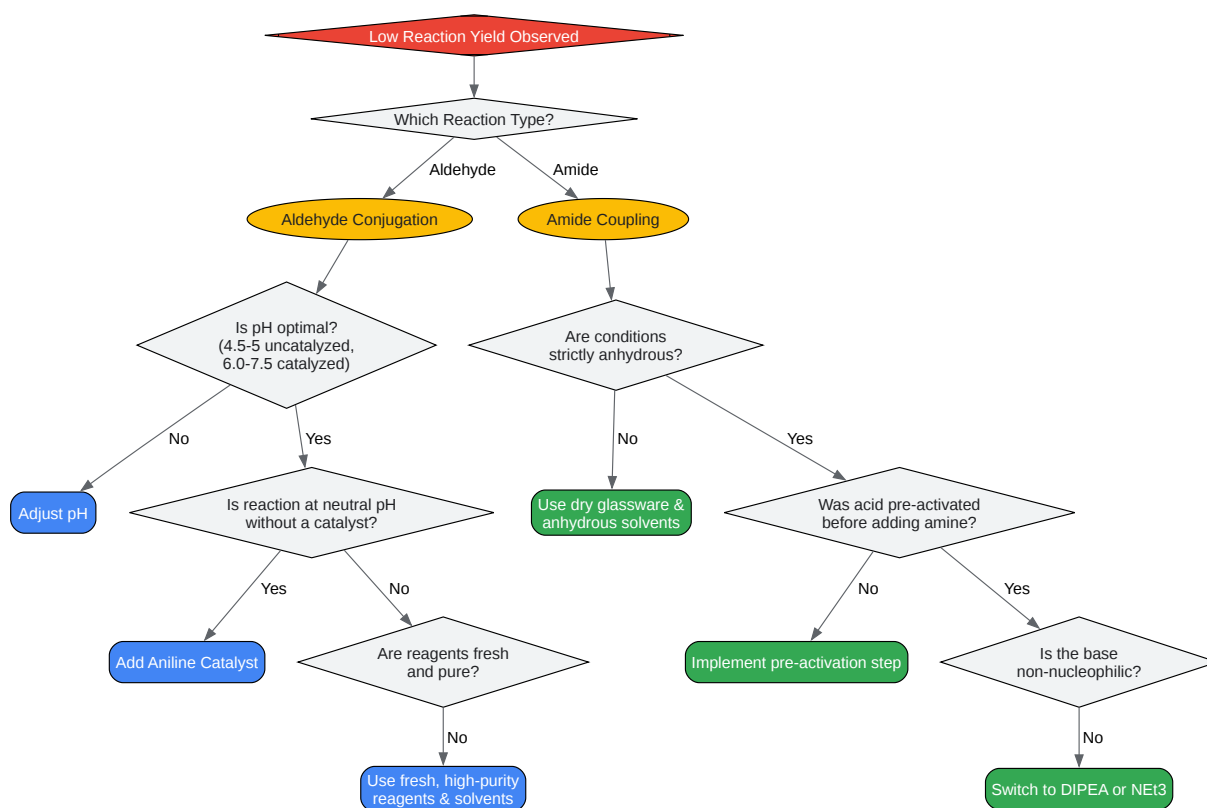 Low Reaction Yield Observed
Which Reaction Type?
Aldehyde
Amide
Aldehyde Conjugation
Amide Coupling
Is pH optimal?
(4.5-5 uncatalyzed,
6.0-7.5 catalyzed)
Are conditions
strictly anhydrous?
No
Yes
No
Yes
Adjust pH
Is reaction at neutral pH
without a catalyst?
Use dry glassware &
anhydrous solvents
Was acid pre-activated
before adding amine?
Yes
No
No
Yes
Add Aniline Catalyst
Are reagents fresh
and pure?
Implement pre-activation step
Is the base
non-nucleophilic?
No
No
Use fresh, high-purity
reagents & solvents
Switch to DIPEA or NEt3